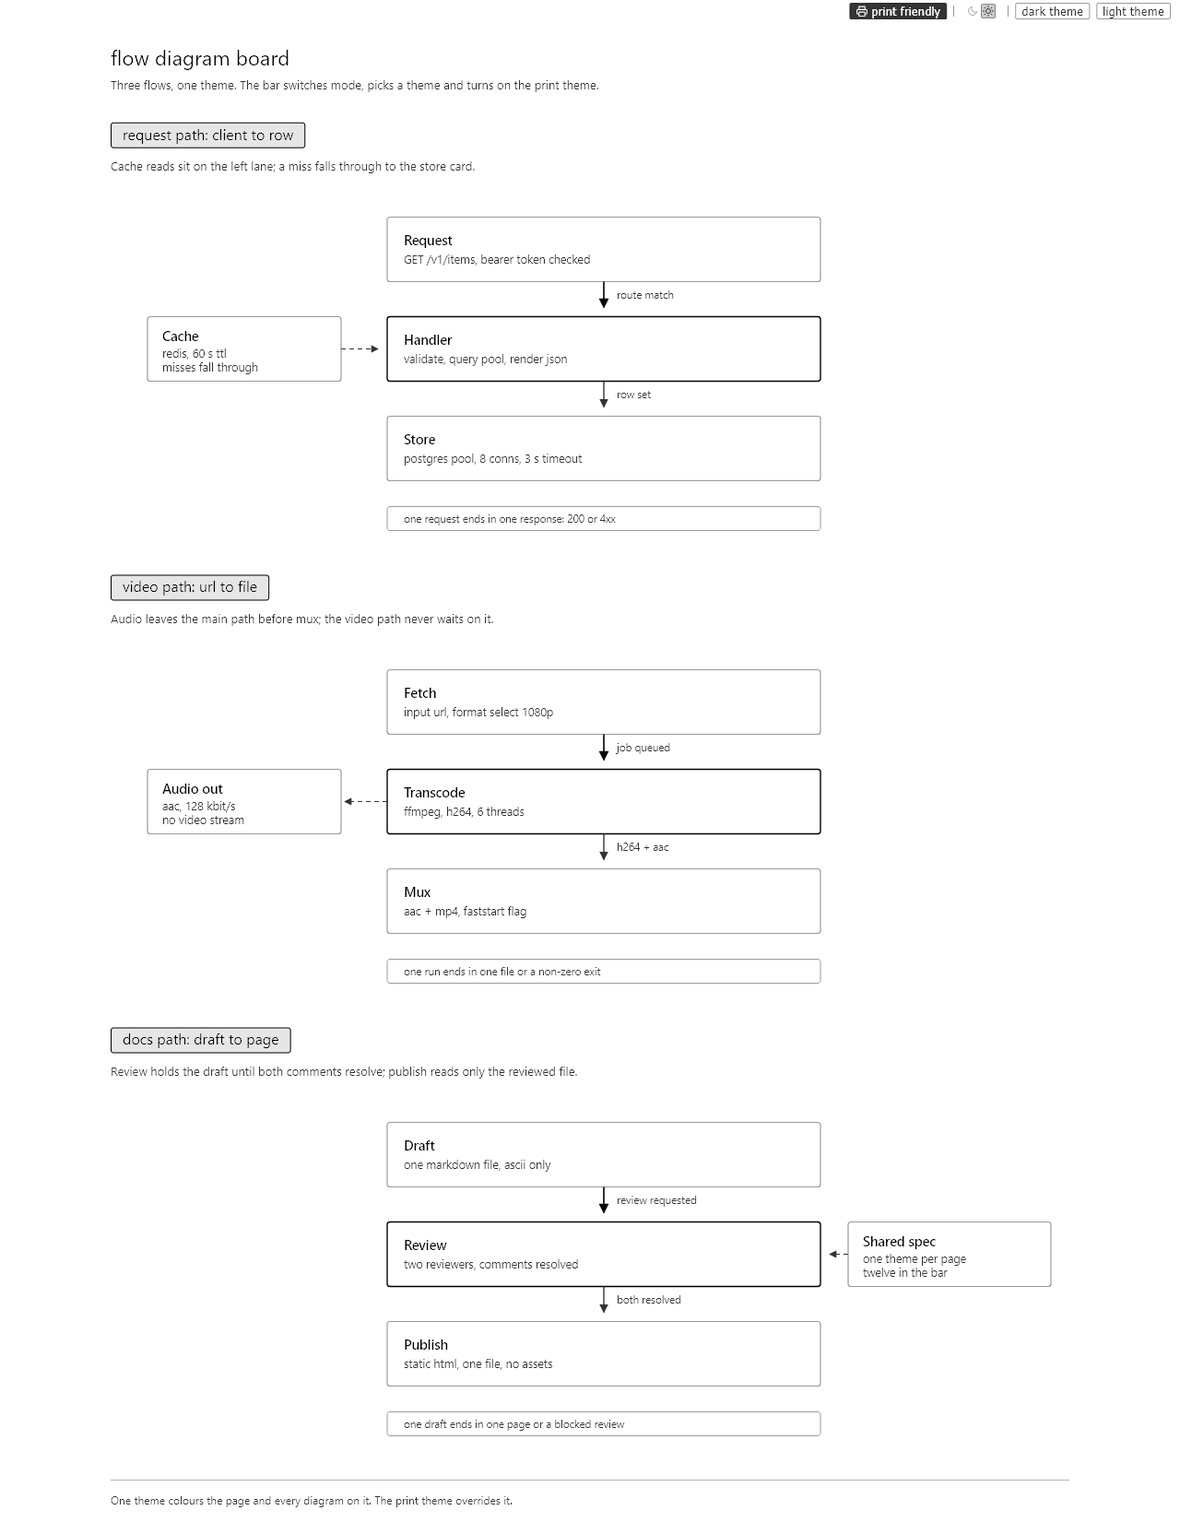 print friendly | | dark theme light theme
flow diagram board
Three flows, one theme. The bar switches mode, picks a theme and turns on the print theme.
request path: client to row
Cache reads sit on the left lane; a miss falls through to the store card.
Request
GET /v1/items, bearer token checked
route match
Cache
redis, 60 s ttl
misses fall through
Handler
validate, query pool, render json
row set
Store
postgres pool, 8 conns, 3 s timeout
one request ends in one response: 200 or 4xx
video path: url to file
Audio leaves the main path before mux; the video path never waits on it.
Fetch
input url, format select 1080p
job queued
Audio out
aac, 128 kbit/s
no video stream
Transcode
ffmpeg, h264, 6 threads
h264 + aac
Mux
aac + mp4, faststart flag
one run ends in one file or a non-zero exit
docs path: draft to page
Review holds the draft until both comments resolve; publish reads only the reviewed file.
Draft
one markdown file, ascii only
review requested
Review
two reviewers, comments resolved
Shared spec
one theme per page
twelve in the bar
both resolved
Publish
static html, one file, no assets
one draft ends in one page or a blocked review
One theme colours the page and every diagram on it. The print theme overrides it.